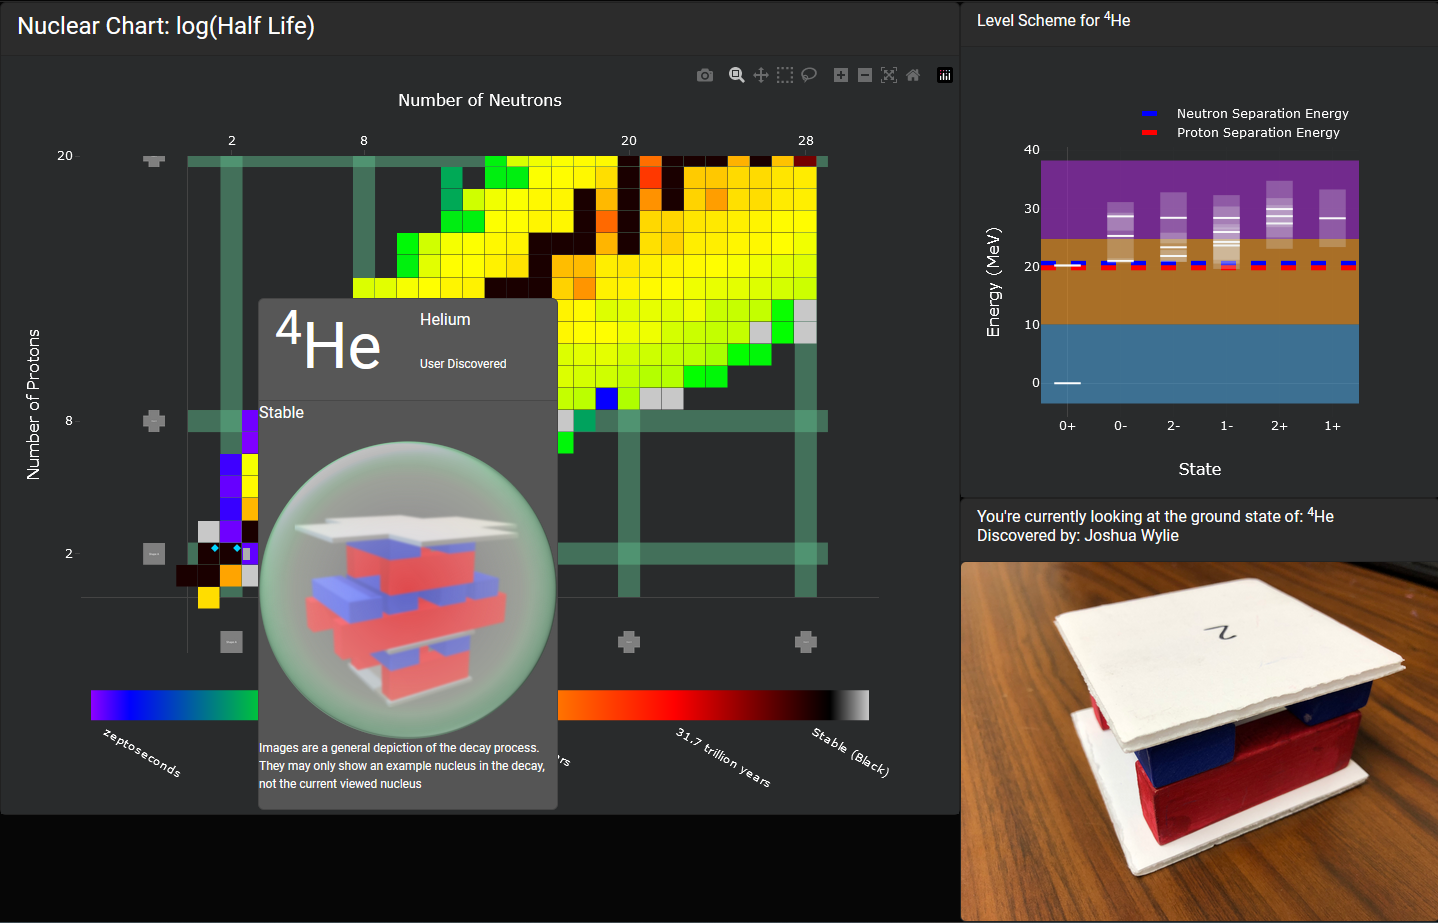 Nuclear Chart: log(Half Life)
Number of Neutrons
2 8 20 28
20
8
2
Number of Protons
4He
Helium
User Discovered
Stable
Images are a general depiction of the decay process.
They may only show an example nucleus in the decay,
not the current viewed nucleus
zeptoseconds
31.7 trillion years
Stable (Black)
Level Scheme for 4He
Neutron Separation Energy
Proton Separation Energy
40
30
20
10
0
Energy (MeV)
0+ 0- 2- 1- 2+ 1+
State
You're currently looking at the ground state of: 4He
Discovered by: Joshua Wylie
2